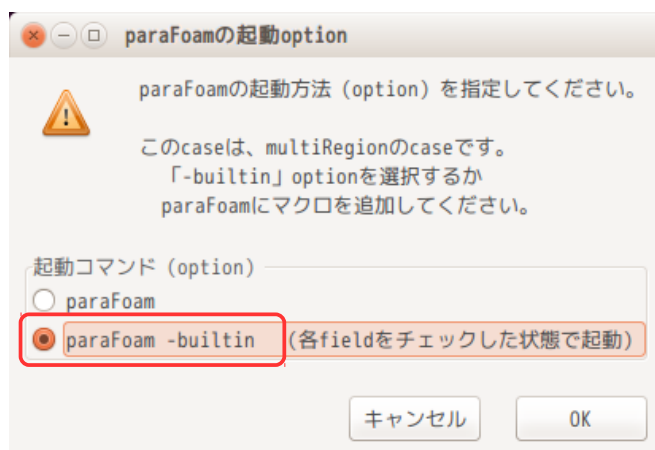 paraFoamの起動option
paraFoamの起動方法（option）を指定してください。
このcaseは、multiRegionのcaseです。
「-builtin」optionを選択するか
paraFoamにマクロを追加してください。
起動コマンド（option）
paraFoam
paraFoam -builtin （各fieldをチェックした状態で起動）
キャンセル
OK